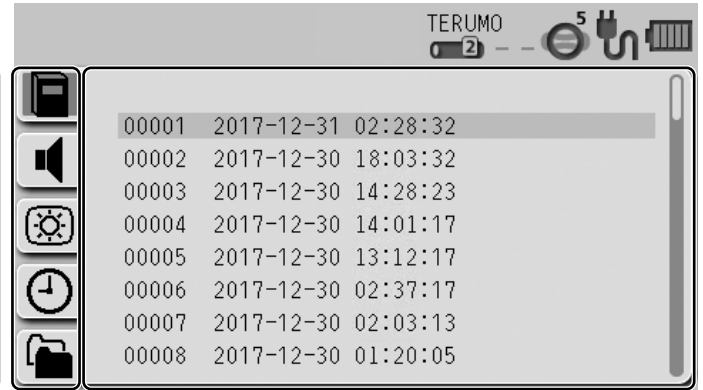 TERUMO
2 - - 5
00001 2017-12-31 02:28:32
00002 2017-12-30 18:03:32
00003 2017-12-30 14:28:23
00004 2017-12-30 14:01:17
00005 2017-12-30 13:12:17
00006 2017-12-30 02:37:17
00007 2017-12-30 02:03:13
00008 2017-12-30 01:20:05